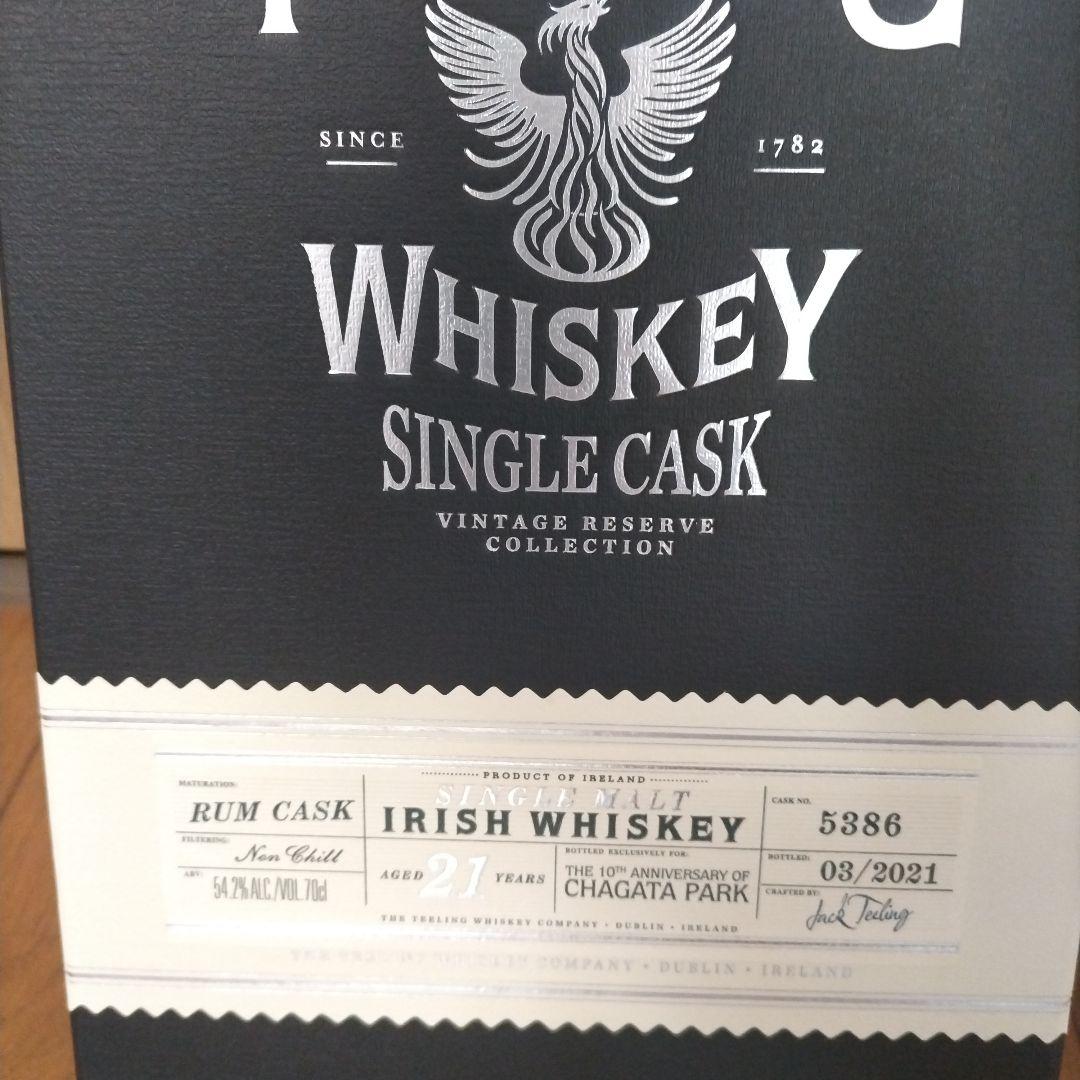 SINCE 1782
WHISKEY
SINGLE CASK
VINTAGE RESERVE
COLLECTION
PRODUCT OF IRELAND
SINGLE MALT
IRISH WHISKEY
MATURATION:
RUM CASK
FILTERING:
Non Chill
ABV:
54.2% ALC./VOL. 70cl
AGED 21 YEARS
BOTTLED EXCLUSIVELY FOR:
THE 10TH ANNIVERSARY OF
CHAGATA PARK
CASK NO.
5386
BOTTLED:
03/2021
CRAFTED BY:
Jack Teeling
THE TEELING WHISKEY COMPANY · DUBLIN · IRELAND
THE TEELING WHISKEY COMPANY • DUBLIN • IRELAND